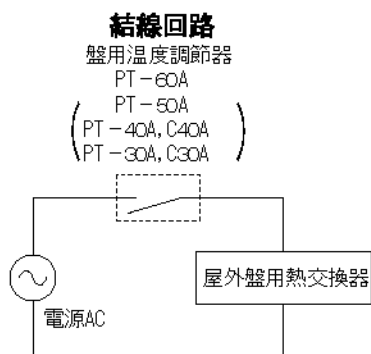 結線回路
盤用温度調節器
PT-60A
PT-50A
(PT-40A,C40A
PT-30A,C30A)
屋外盤用熱交換器
電源AC